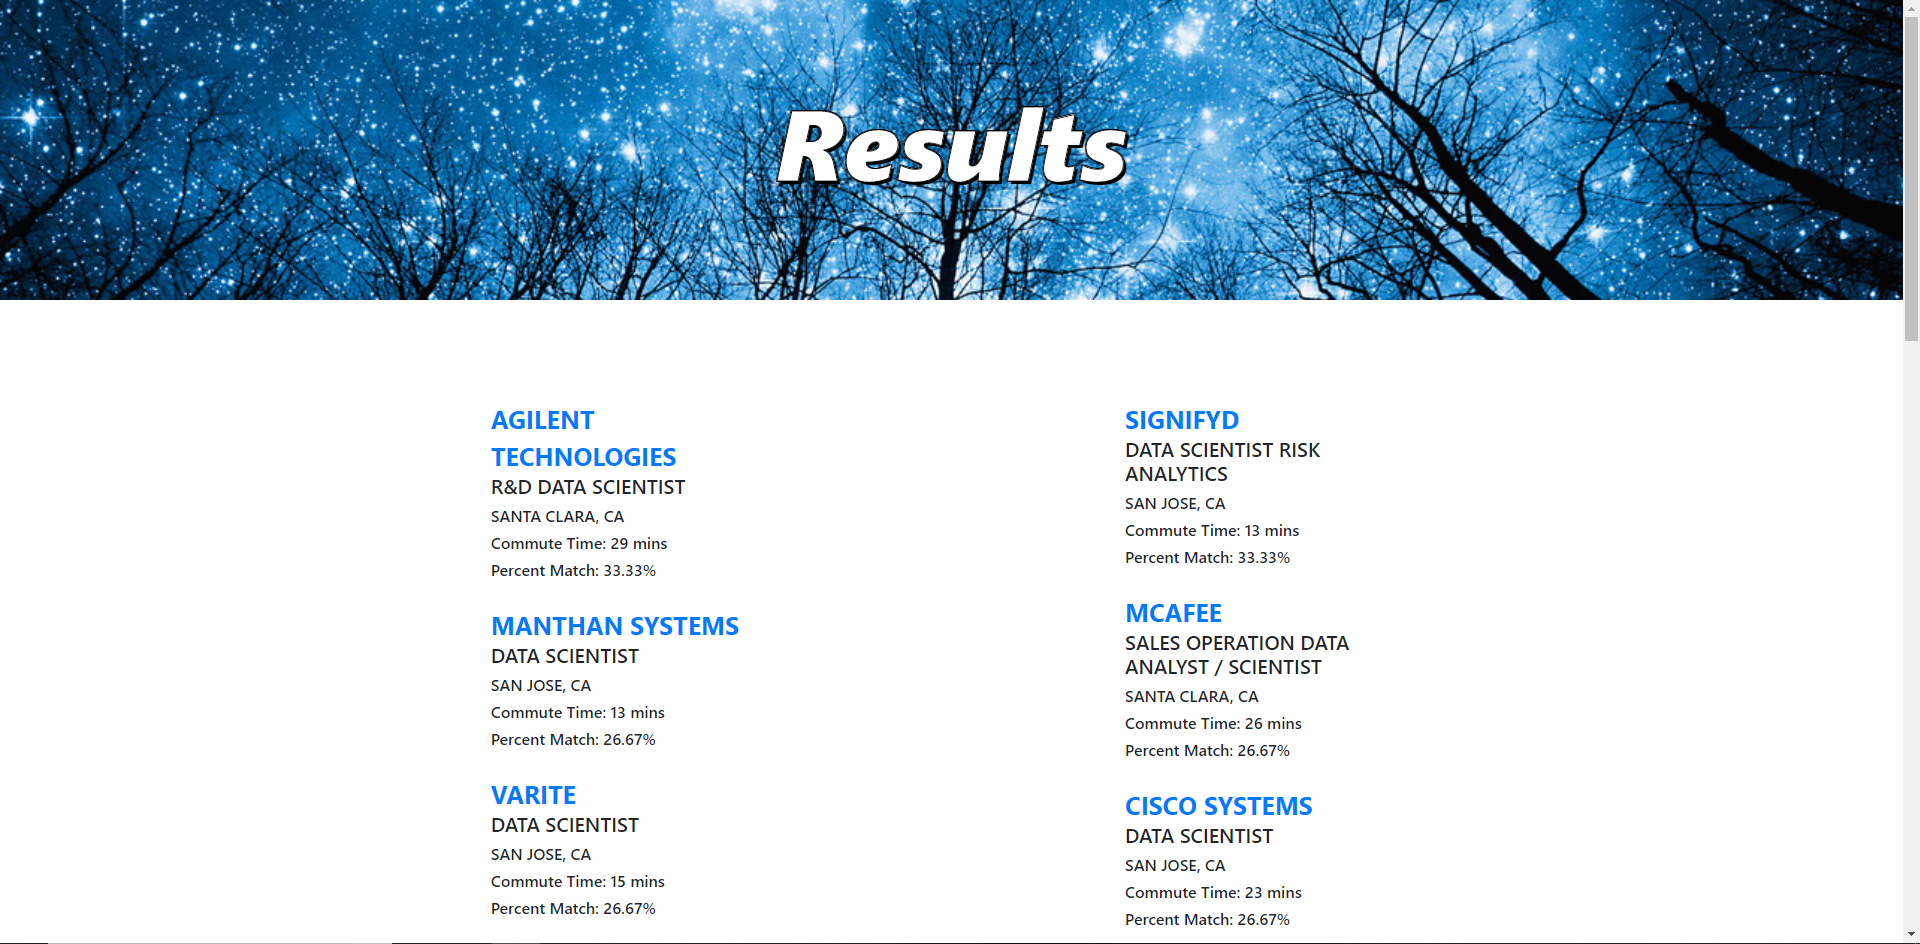 Results
AGILENT
TECHNOLOGIES
R&D DATA SCIENTIST
SANTA CLARA, CA
Commute Time: 29 mins
Percent Match: 33.33%
MANTHAN SYSTEMS
DATA SCIENTIST
SAN JOSE, CA
Commute Time: 13 mins
Percent Match: 26.67%
VARITE
DATA SCIENTIST
SAN JOSE, CA
Commute Time: 15 mins
Percent Match: 26.67%
SIGNIFYD
DATA SCIENTIST RISK
ANALYTICS
SAN JOSE, CA
Commute Time: 13 mins
Percent Match: 33.33%
MCAFEE
SALES OPERATION DATA
ANALYST / SCIENTIST
SANTA CLARA, CA
Commute Time: 26 mins
Percent Match: 26.67%
CISCO SYSTEMS
DATA SCIENTIST
SAN JOSE, CA
Commute Time: 23 mins
Percent Match: 26.67%